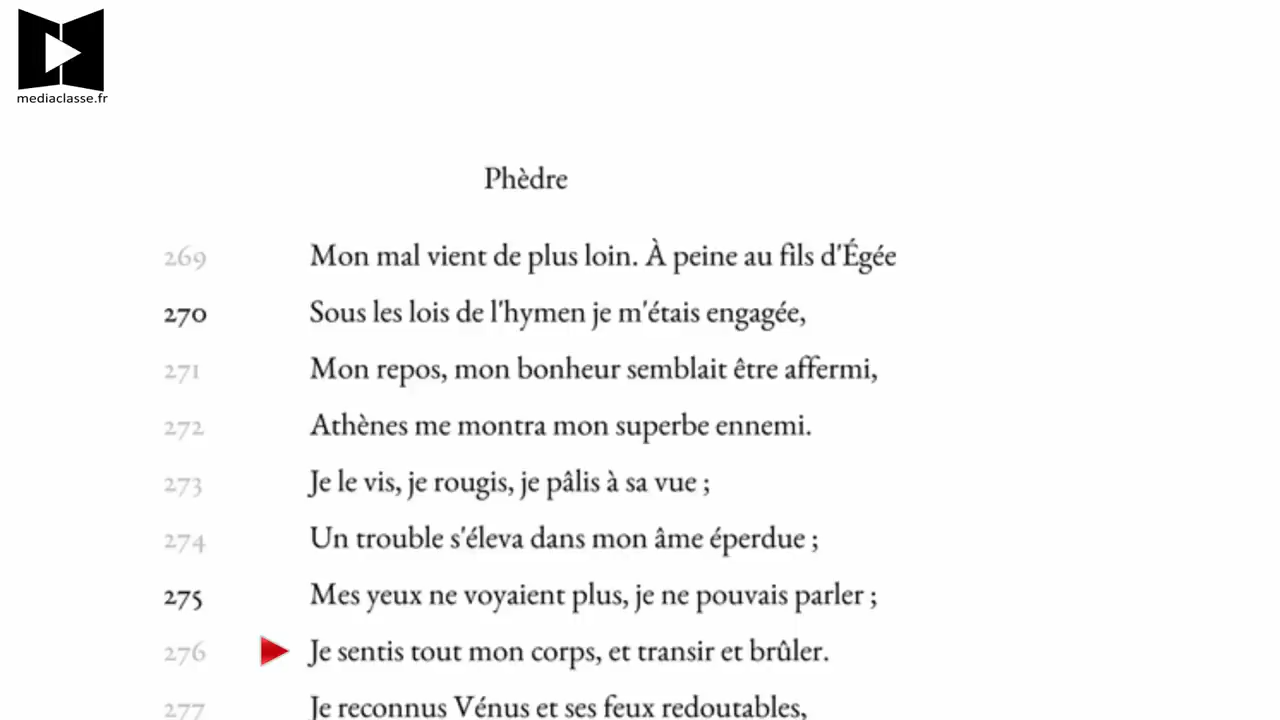 mediaclasse.fr
Phèdre
269 Mon mal vient de plus loin. À peine au fils d'Égée
270 Sous les lois de l'hymen je m'étais engagée,
271 Mon repos, mon bonheur semblait être affermi,
272 Athènes me montra mon superbe ennemi.
273 Je le vis, je rougis, je pâlis à sa vue ;
274 Un trouble s'éleva dans mon âme éperdue ;
275 Mes yeux ne voyaient plus, je ne pouvais parler ;
276 Je sentis tout mon corps, et transir et brûler.
277 Je reconnus Vénus et ses feux redoutables,